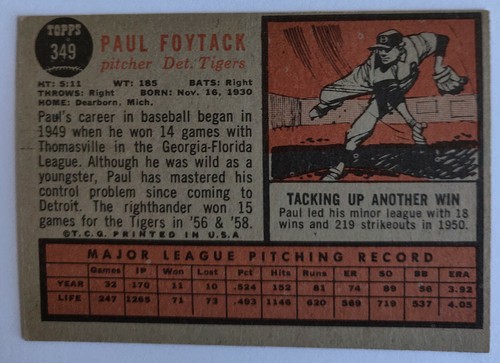 TOPPS
349
PAUL FOYTACK
pitcher Det. Tigers
HT: 5:11 WT: 185 BATS: Right
THROWS: Right BORN: Nov. 16, 1930
HOME: Dearborn, Mich.
Paul's career in baseball began in
1949 when he won 14 games with
Thomasville in the Georgia-Florida
League. Although he was wild as a
youngster, Paul has mastered his
control problem since coming to
Detroit. The righthander won 15
games for the Tigers in '56 & '58.
© T.C.G. PRINTED IN U.S.A.
TACKING UP ANOTHER WIN
Paul led his minor league with 18
wins and 219 strikeouts in 1950.
MAJOR LEAGUE PITCHING RECORD
Games IP Won Lost Pct Hits Runs ER SO BB ERA
YEAR 32 170 11 10 .524 152 81 74 89 56 3.92
LIFE 247 1265 71 73 .493 1146 620 569 719 537 4.05